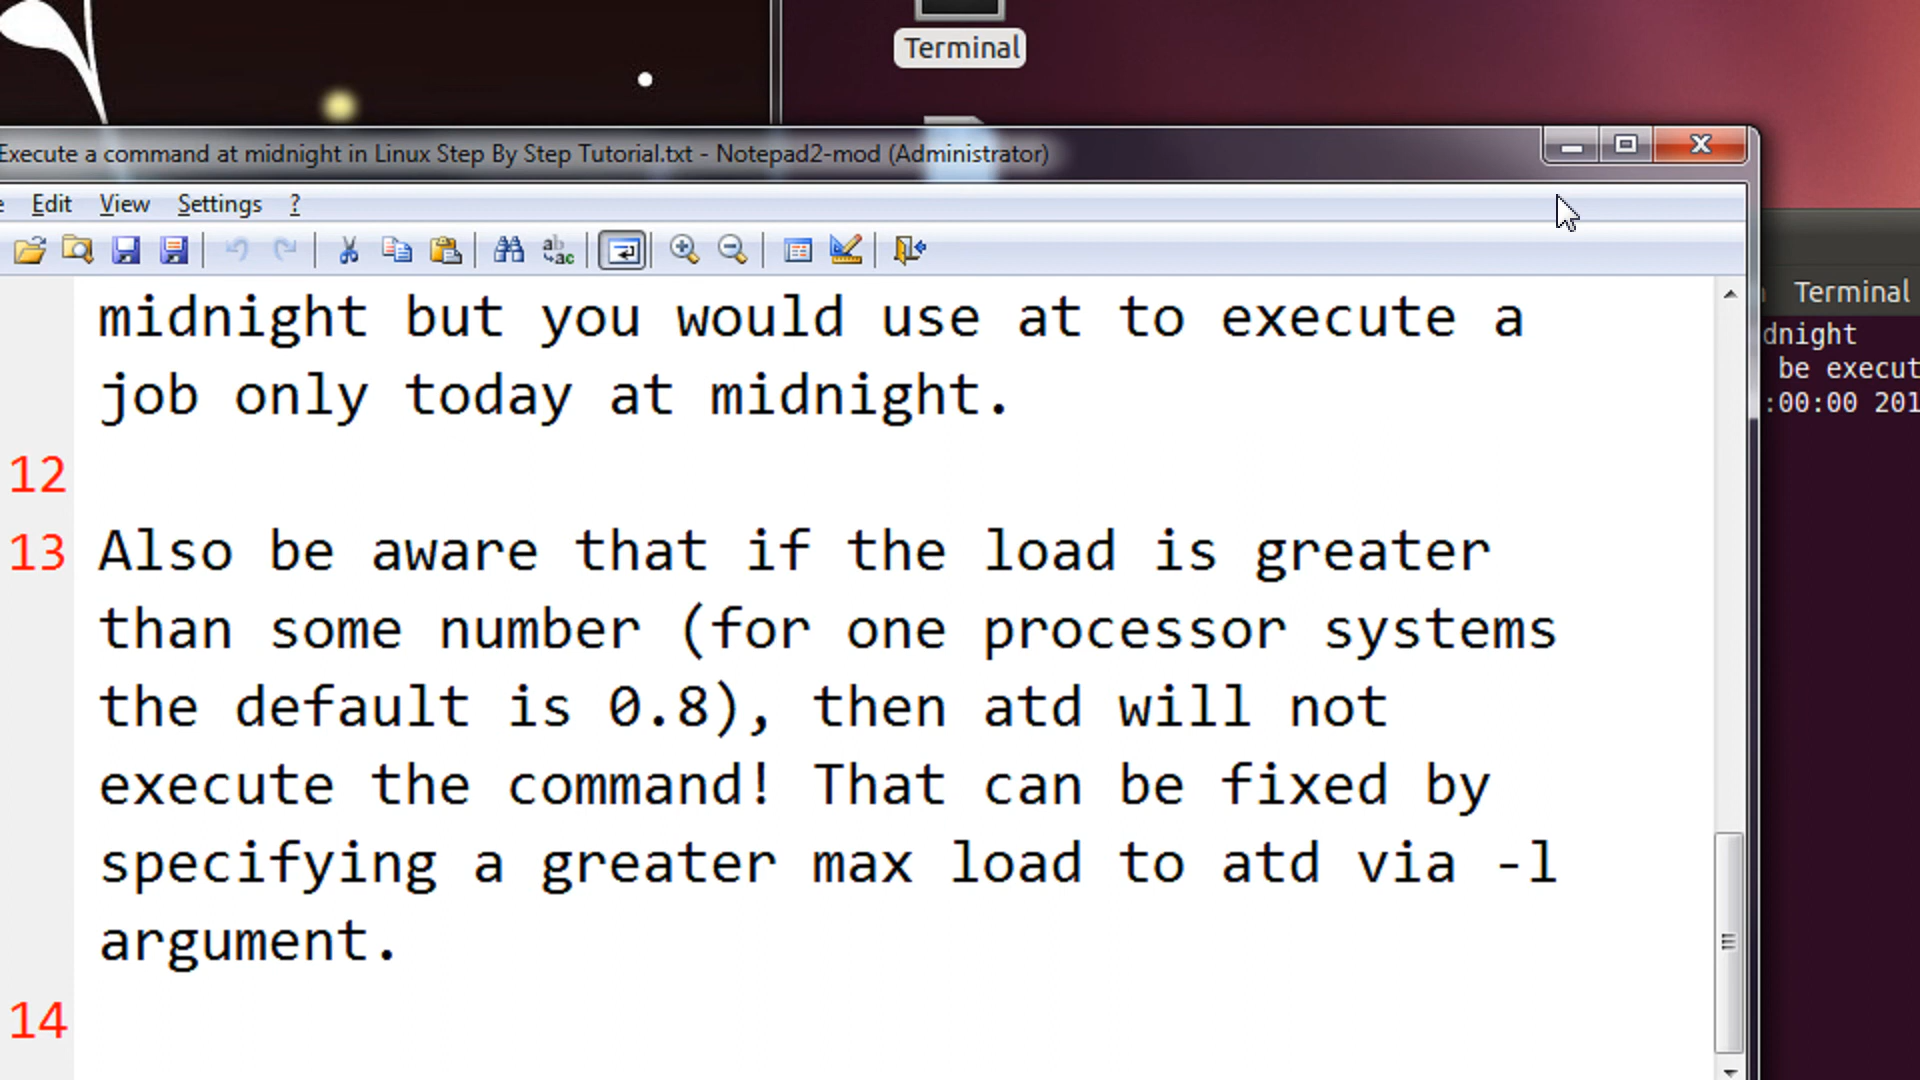 Terminal
Execute a command at midnight in Linux Step By Step Tutorial.txt - Notepad2-mod (Administrator)
Edit View Settings ?
Terminal
midnight but you would use at to execute a
job only today at midnight.
12
13 Also be aware that if the load is greater
than some number (for one processor systems
the default is 0.8), then atd will not
execute the command! That can be fixed by
specifying a greater max load to atd via -l
argument.
14
dnight
be execut
:00:00 201